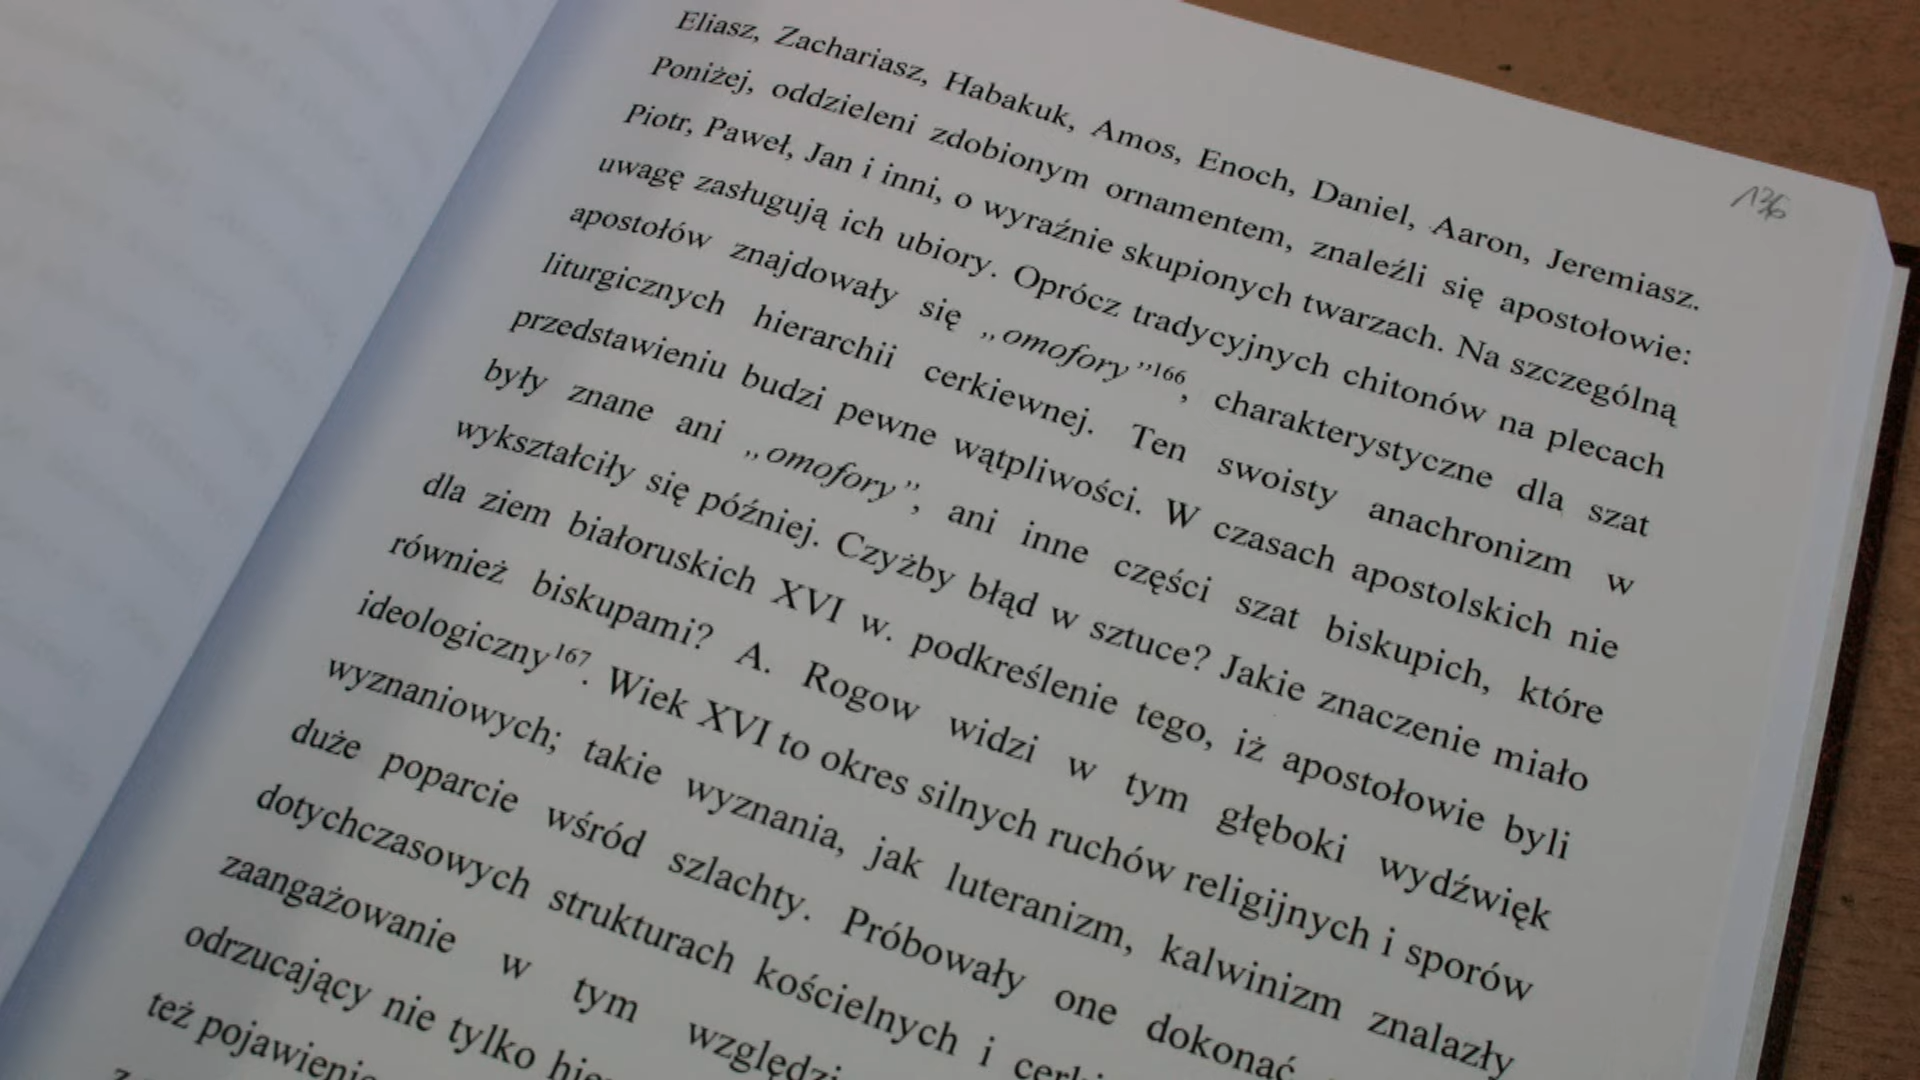 Eliasz, Zachariasz, Habakuk, Amos, Enoch, Daniel, Aaron, Jeremiasz.
136
Poniżej, oddzieleni zdobionym ornamentem, znaleźli się apostołowie:
Piotr, Paweł, Jan i inni, o wyraźnie skupionych twarzach. Na szczególną
uwagę zasługują ich ubiory. Oprócz tradycyjnych chitonów na plecach
apostołów znajdowały się „omofory”166, charakterystyczne dla szat
liturgicznych hierarchii cerkiewnej. Ten swoisty anachronizm w
przedstawieniu budzi pewne wątpliwości. W czasach apostolskich nie
były znane ani „omofory”, ani inne części szat biskupich, które
wykształciły się później. Czyżby błąd w sztuce? Jakie znaczenie miało
dla ziem białoruskich XVI w. podkreślenie tego, iż apostołowie byli
również biskupami? A. Rogow widzi w tym głęboki wydźwięk
ideologiczny167. Wiek XVI to okres silnych ruchów religijnych i sporów
wyznaniowych; takie wyznania, jak luteranizm, kalwinizm znalazły
duże poparcie wśród szlachty. Próbowały one dokonać
dotychczasowych strukturach kościelnych i
zaangażowanie w tym
odrzucający nie tylko
też